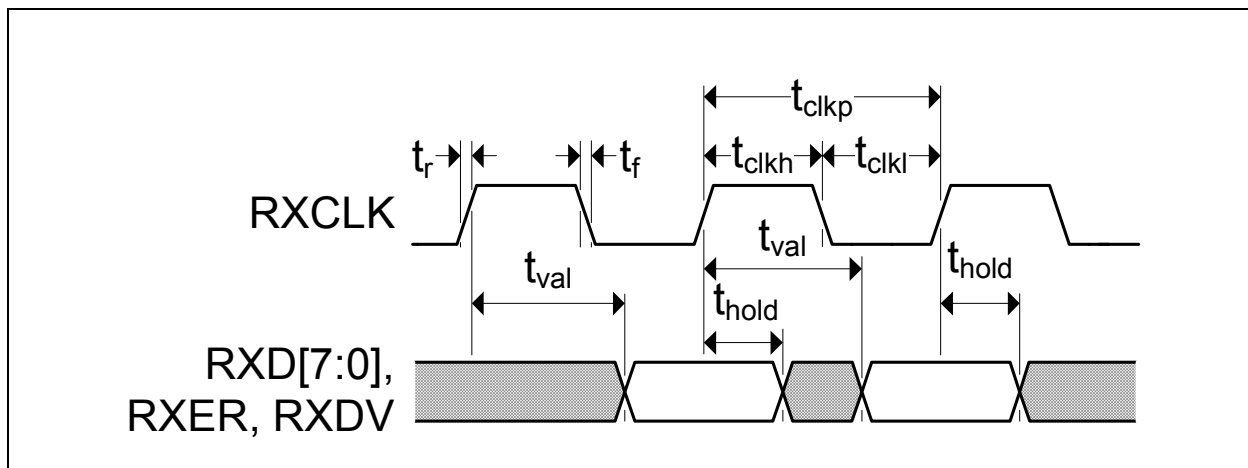 tclkp
tr
tf
tclkh
tclkl
RXCLK
tval
tval
thold
thold
RXD[7:0],
RXER, RXDV